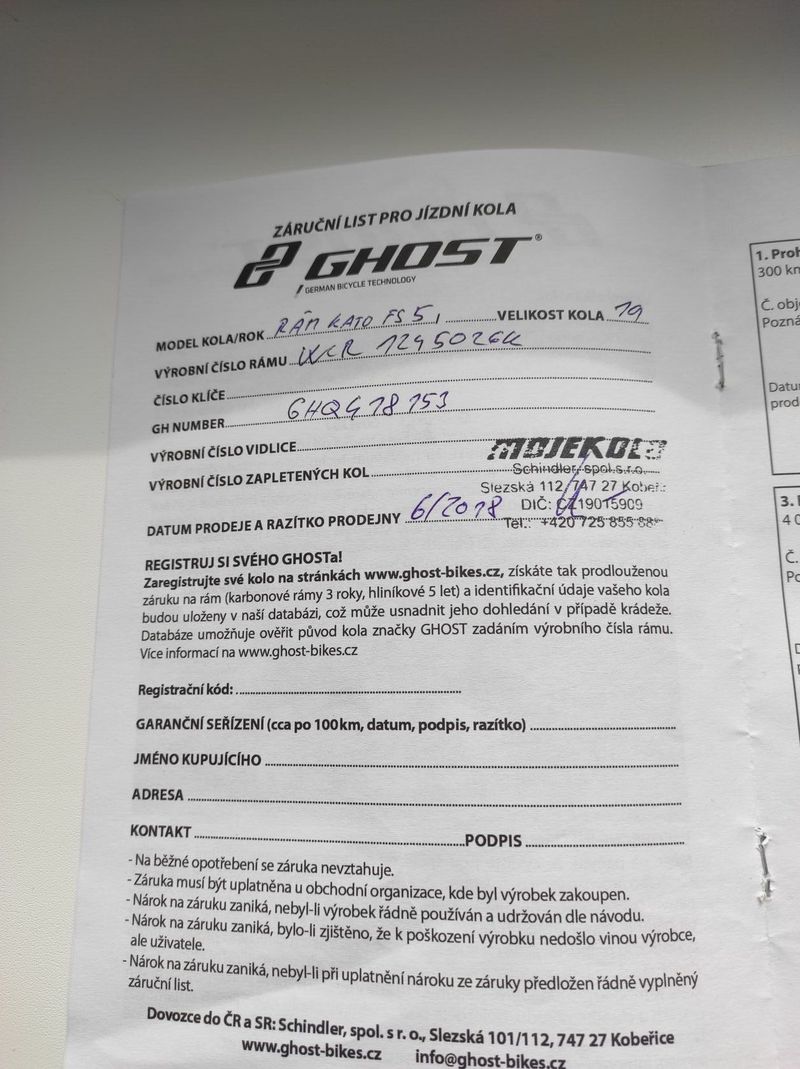 ZÁRUČNÍ LIST PRO JÍZDNÍ KOLA
GHOST®
GERMAN BICYCLE TECHNOLOGY
MODEL KOLA/ROK RÁM KATO FS 5, VELIKOST KOLA 19
VÝROBNÍ ČÍSLO RÁMU WCR 1245026K
ČÍSLO KLÍČE
GH NUMBER GHQG18153
VÝROBNÍ ČÍSLO VIDLICE
VÝROBNÍ ČÍSLO ZAPLETENÝCH KOL
MOJEKOLA
Schindler, spol.s.r.o.
Slezská 112, 747 27 Kobeř.
DIČ: CZ19015909
Tel.: +420 725 855
DATUM PRODEJE A RAZÍTKO PRODEJNY 6/2018
REGISTRUJ SI SVÉHO GHOSTa!
Zaregistrujte své kolo na stránkách www.ghost-bikes.cz, získáte tak prodlouženou
záruku na rám (karbonové rámy 3 roky, hliníkové 5 let) a identifikační údaje vašeho kola
budou uloženy v naší databázi, což může usnadnit jeho dohledání v případě krádeže.
Databáze umožňuje ověřit původ kola značky GHOST zadáním výrobního čísla rámu.
Více informací na www.ghost-bikes.cz
Registrační kód:
GARANČNÍ SEŘÍZENÍ (cca po 100km, datum, podpis, razítko)
JMÉNO KUPUJÍCÍHO
ADRESA
KONTAKT PODPIS
- Na běžné opotřebení se záruka nevztahuje.
- Záruka musí být uplatněna u obchodní organizace, kde byl výrobek zakoupen.
- Nárok na záruku zaniká, nebyl-li výrobek řádně používán a udržován dle návodu.
- Nárok na záruku zaniká, bylo-li zjištěno, že k poškození výrobku nedošlo vinou výrobce,
ale uživatele.
- Nárok na záruku zaniká, nebyl-li při uplatnění nároku ze záruky předložen řádně vyplněný
záruční list.
Dovozce do ČR a SR: Schindler, spol. s r. o., Slezská 101/112, 747 27 Kobeřice
www.ghost-bikes.cz info@ghost-bikes.cz
1. Proh
300 km
Č. obj
Pozná
Datu
prod
3.
4 0
Č.
Po